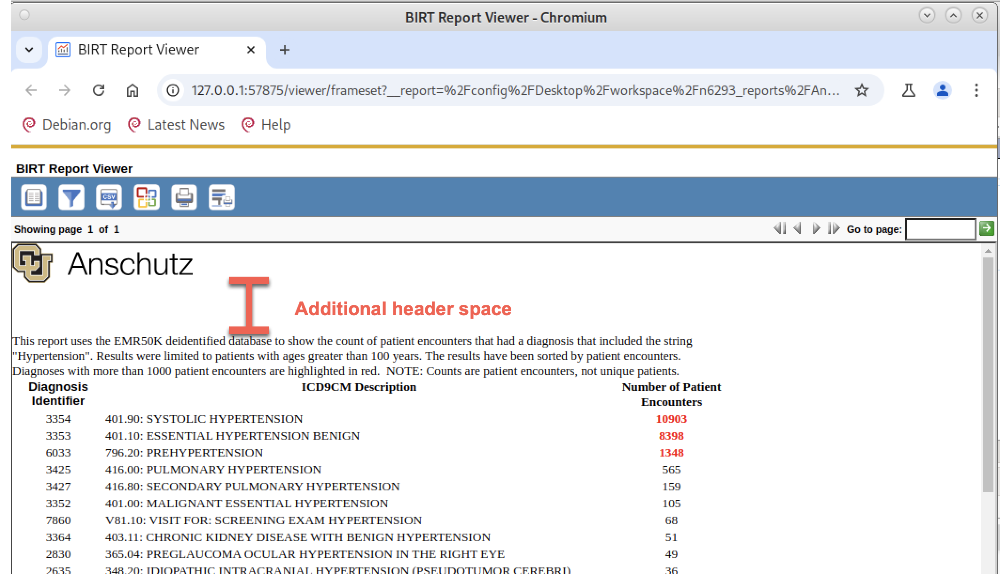 BIRT Report Viewer - Chromium
BIRT Report Viewer
127.0.0.1:57875/viewer/frameset?__report=%2Fconfig%2FDesktop%2Fworkspace%2Fn6293_reports%2FAn...
Debian.org Latest News Help
BIRT Report Viewer
CSV
Showing page 1 of 1 Go to page:
CU Anschutz
Additional header space
This report uses the EMR50K deidentified database to show the count of patient encounters that had a diagnosis that included the string
"Hypertension". Results were limited to patients with ages greater than 100 years. The results have been sorted by patient encounters.
Diagnoses with more than 1000 patient encounters are highlighted in red. NOTE: Counts are patient encounters, not unique patients.
Diagnosis ICD9CM Description Number of Patient
Identifier Encounters
3354 401.90: SYSTOLIC HYPERTENSION 10903
3353 401.10: ESSENTIAL HYPERTENSION BENIGN 8398
6033 796.20: PREHYPERTENSION 1348
3425 416.00: PULMONARY HYPERTENSION 565
3427 416.80: SECONDARY PULMONARY HYPERTENSION 159
3352 401.00: MALIGNANT ESSENTIAL HYPERTENSION 105
7860 V81.10: VISIT FOR: SCREENING EXAM HYPERTENSION 68
3364 403.11: CHRONIC KIDNEY DISEASE WITH BENIGN HYPERTENSION 51
2830 365.04: PREGLAUCOMA OCULAR HYPERTENSION IN THE RIGHT EYE 49
2635 348.20: IDIOPATHIC INTRACRANIAL HYPERTENSION (PSEUDOTUMOR CEREBRI) 36